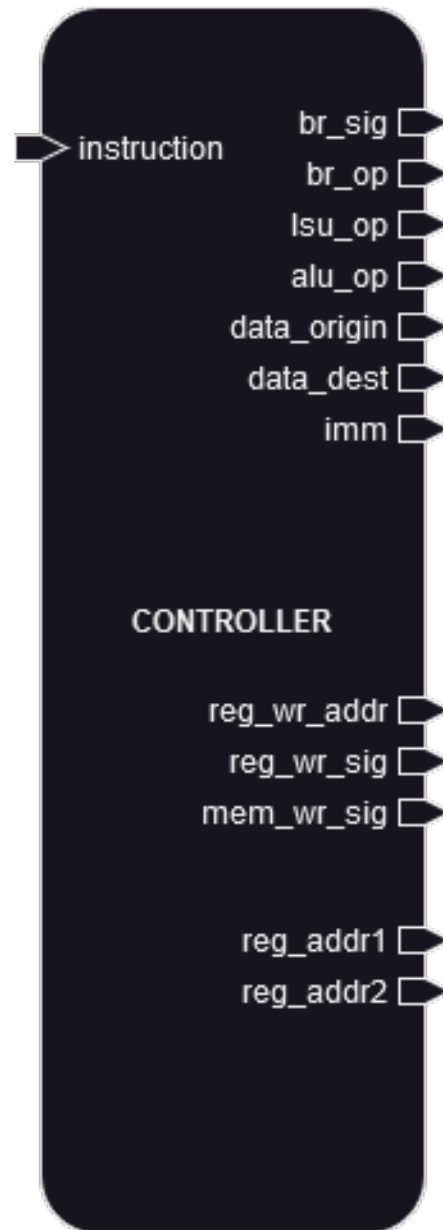 br_sig
instruction
br_op
lsu_op
alu_op
data_origin
data_dest
imm
CONTROLLER
reg_wr_addr
reg_wr_sig
mem_wr_sig
reg_addr1
reg_addr2